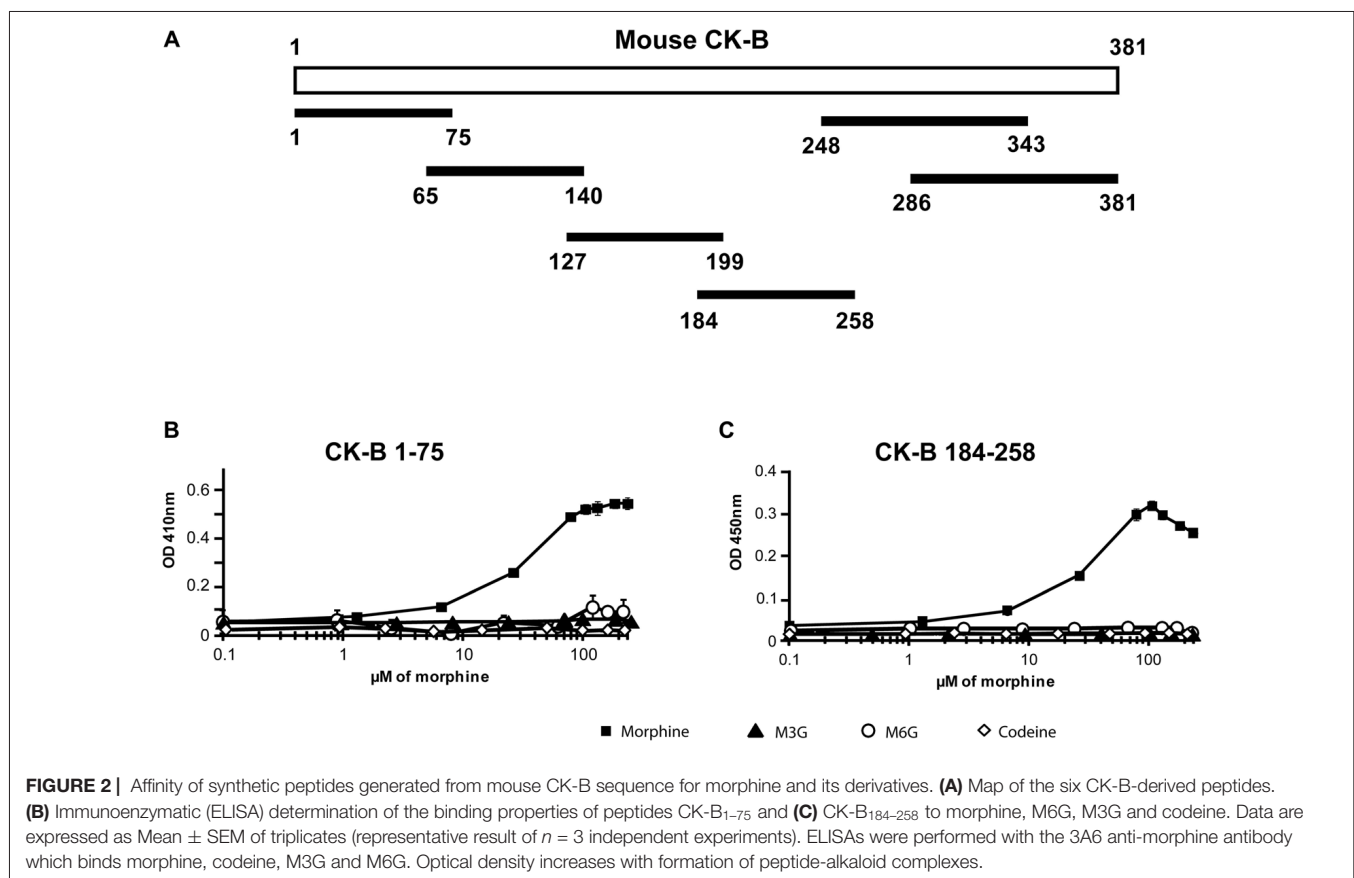 A
Mouse CK-B
1
381
1
75
248
343
65
140
286
381
127
199
184
258
B
CK-B 1-75
OD 410nm
0.6
0.4
0.2
0
0.1
1
10
100
µM of morphine
C
CK-B 184-258
OD 450nm
0.4
0.3
0.2
0.1
0
0.1
1
10
100
µM of morphine
Morphine
M3G
M6G
Codeine
FIGURE 2 | Affinity of synthetic peptides generated from mouse CK-B sequence for morphine and its derivatives. (A) Map of the six CK-B-derived peptides.
(B) Immunoenzymatic (ELISA) determination of the binding properties of peptides CK-B1–75 and (C) CK-B184–258 to morphine, M6G, M3G and codeine. Data are
expressed as Mean ± SEM of triplicates (representative result of n = 3 independent experiments). ELISAs were performed with the 3A6 anti-morphine antibody
which binds morphine, codeine, M3G and M6G. Optical density increases with formation of peptide-alkaloid complexes.